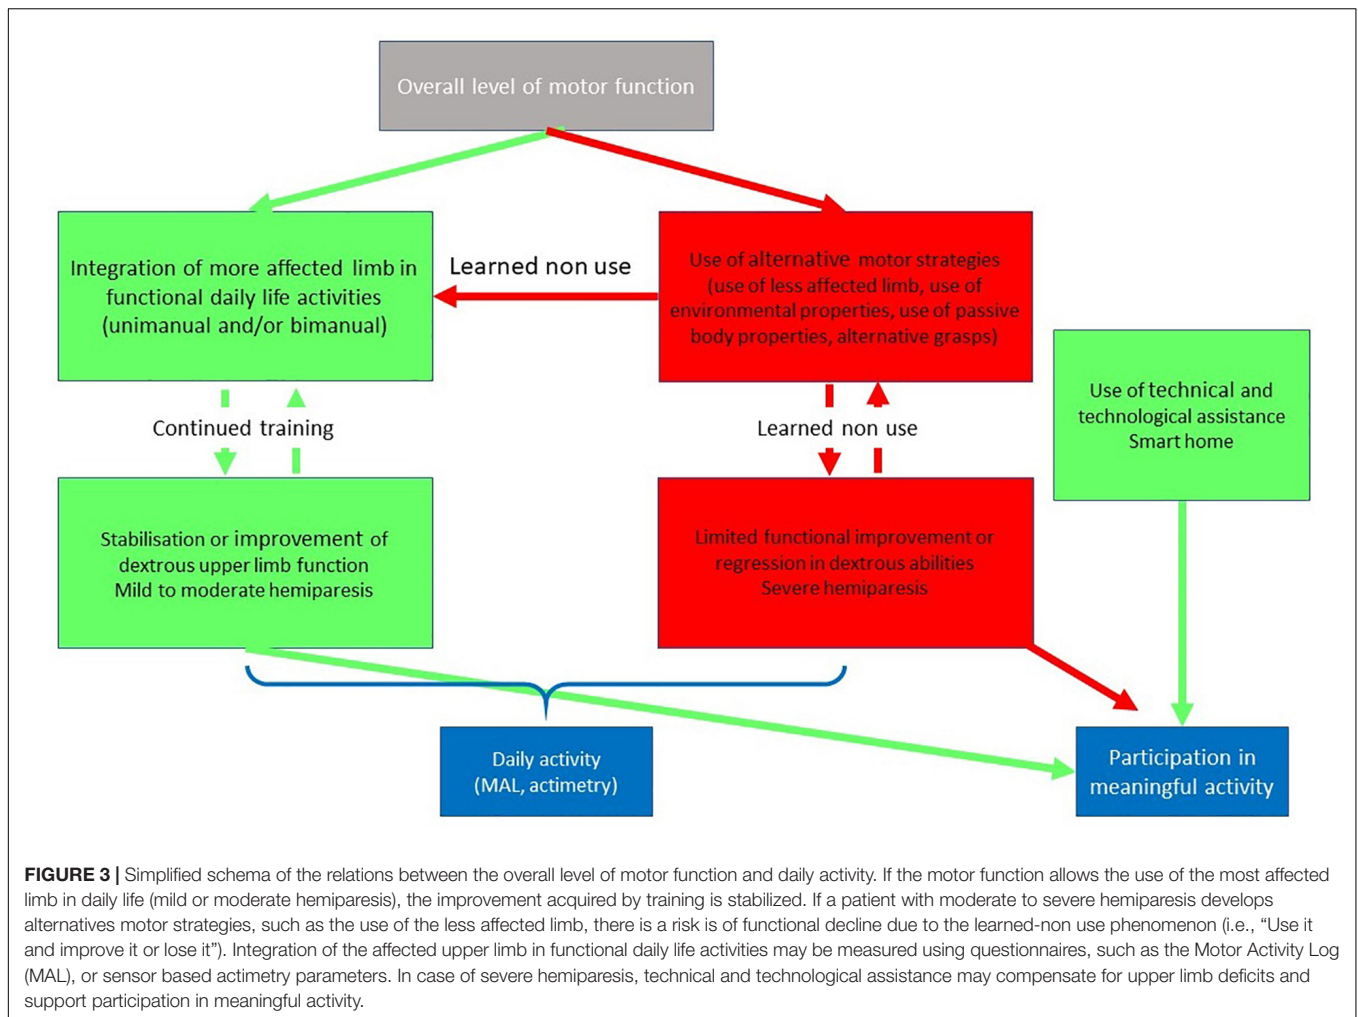 Overall level of motor function
Integration of more affected limb in
functional daily life activities
(unimanual and/or bimanual)
Learned non use
Use of alternative motor strategies
(use of less affected limb, use of
environmental properties, use of passive
body properties, alternative grasps)
Use of technical and
technological assistance
Smart home
Continued training
Learned non use
Stabilisation or improvement of
dextrous upper limb function
Mild to moderate hemiparesis
Limited functional improvement or
regression in dextrous abilities
Severe hemiparesis
Daily activity
(MAL, actimetry)
Participation in
meaningful activity
FIGURE 3 | Simplified schema of the relations between the overall level of motor function and daily activity. If the motor function allows the use of the most affected
limb in daily life (mild or moderate hemiparesis), the improvement acquired by training is stabilized. If a patient with moderate to severe hemiparesis develops
alternatives motor strategies, such as the use of the less affected limb, there is a risk is of functional decline due to the learned-non use phenomenon (i.e., “Use it
and improve it or lose it”). Integration of the affected upper limb in functional daily life activities may be measured using questionnaires, such as the Motor Activity Log
(MAL), or sensor based actimetry parameters. In case of severe hemiparesis, technical and technological assistance may compensate for upper limb deficits and
support participation in meaningful activity.